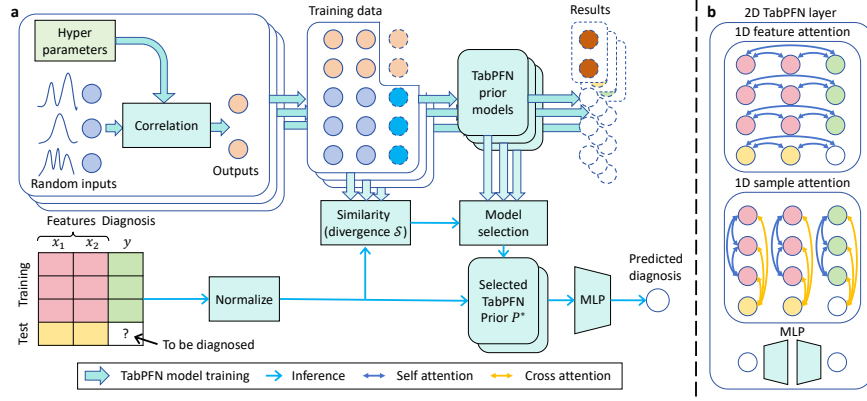 a
Hyper
parameters
Correlation
Random inputs
Outputs
Training data
TabPFN
prior
models
Results
Similarity
(divergence 𝒮)
Model
selection
Features Diagnosis
x₁ x₂ y
Training
Test
?
To be diagnosed
Normalize
Selected
TabPFN
Prior P*
MLP
Predicted
diagnosis
TabPFN model training
Inference
Self attention
Cross attention
b
2D TabPFN layer
1D feature attention
1D sample attention
MLP